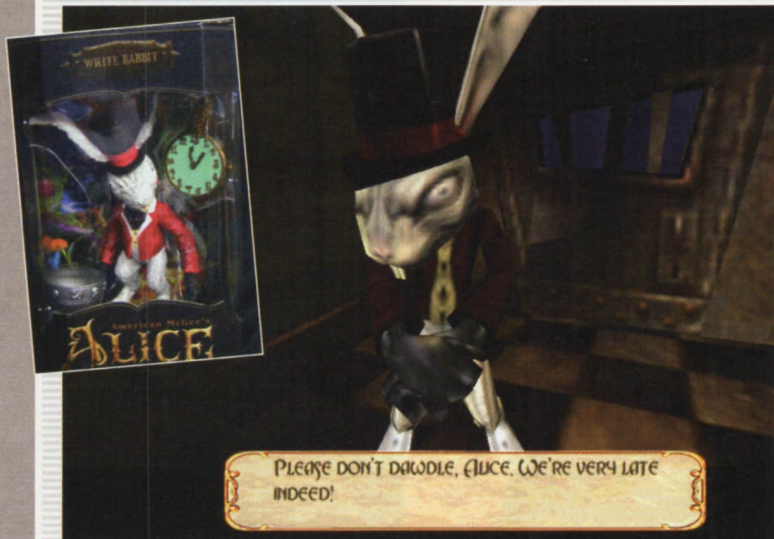 WHITE RABBIT
American McGee's
ALICE
PLEASE DON'T DAWDLE, ALICE. WE'RE VERY LATE
INDEED!